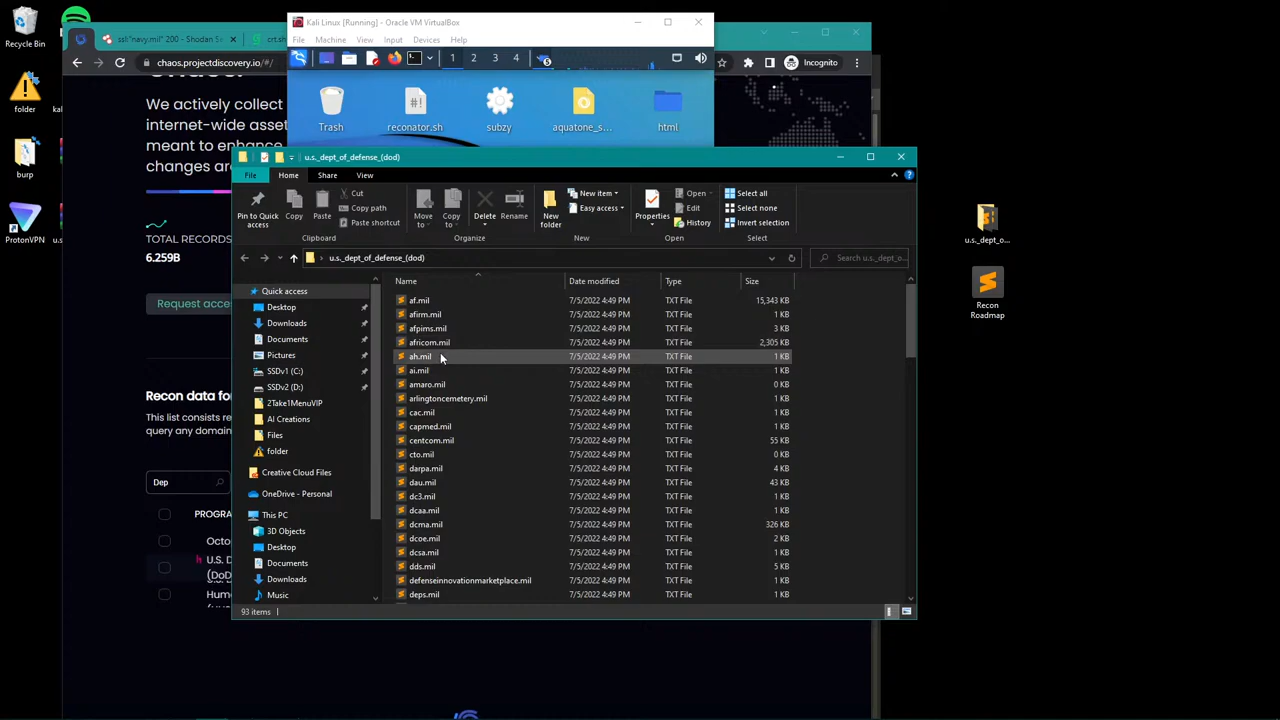 Recycle Bin
folder
burp
ProtonVPN
ssl:"navy.mil" 200 - Shodan Se
crt.sh
chaos.projectdiscovery.io/#/
Incognito
We actively collect
internet-wide asset
meant to enhance
changes are
TOTAL RECORDS
6.259B
Request acce
Recon data for
This list consists
query any domain
Dep
PROGRA
Octo
U.S. D
(DoD
Hum
Kali Linux [Running] - Oracle VM VirtualBox
File Machine View Input Devices Help
1 2 3 4
5
Trash
#!
reconator.sh
subzy
aquatone_s...
html
u.s._dept_of_defense_(dod)
File Home Share View
Pin to Quick access
Copy
Paste
Cut
Copy path
Paste shortcut
Clipboard
Move to
Copy to
Delete
Rename
Organize
New folder
New item
Easy access
New
Properties
Open
Edit
History
Open
Select all
Select none
Invert selection
Select
u.s._dept_of_defense_(dod)
Search u.s._dept_o...
Quick access
Desktop
Downloads
Documents
Pictures
SSDv1 (C:)
SSDv2 (D:)
2Take1MenuVIP
AI Creations
Files
folder
Creative Cloud Files
OneDrive - Personal
This PC
3D Objects
Desktop
Documents
Downloads
Music
Name Date modified Type Size
af.mil 7/5/2022 4:49 PM TXT File 15,343 KB
afirm.mil 7/5/2022 4:49 PM TXT File 1 KB
afpims.mil 7/5/2022 4:49 PM TXT File 3 KB
africom.mil 7/5/2022 4:49 PM TXT File 2,305 KB
ah.mil 7/5/2022 4:49 PM TXT File 1 KB
ai.mil 7/5/2022 4:49 PM TXT File 1 KB
amaro.mil 7/5/2022 4:49 PM TXT File 0 KB
arlingtoncemetery.mil 7/5/2022 4:49 PM TXT File 1 KB
cac.mil 7/5/2022 4:49 PM TXT File 1 KB
capmed.mil 7/5/2022 4:49 PM TXT File 1 KB
centcom.mil 7/5/2022 4:49 PM TXT File 55 KB
cto.mil 7/5/2022 4:49 PM TXT File 0 KB
darpa.mil 7/5/2022 4:49 PM TXT File 4 KB
dau.mil 7/5/2022 4:49 PM TXT File 43 KB
dc3.mil 7/5/2022 4:49 PM TXT File 1 KB
dcaa.mil 7/5/2022 4:49 PM TXT File 1 KB
dcma.mil 7/5/2022 4:49 PM TXT File 326 KB
dcoe.mil 7/5/2022 4:49 PM TXT File 2 KB
dcsa.mil 7/5/2022 4:49 PM TXT File 1 KB
dds.mil 7/5/2022 4:49 PM TXT File 5 KB
defenseinnovationmarketplace.mil 7/5/2022 4:49 PM TXT File 1 KB
deps.mil 7/5/2022 4:49 PM TXT File 1 KB
93 items
u.s._dept_o...
Recon
Roadmap